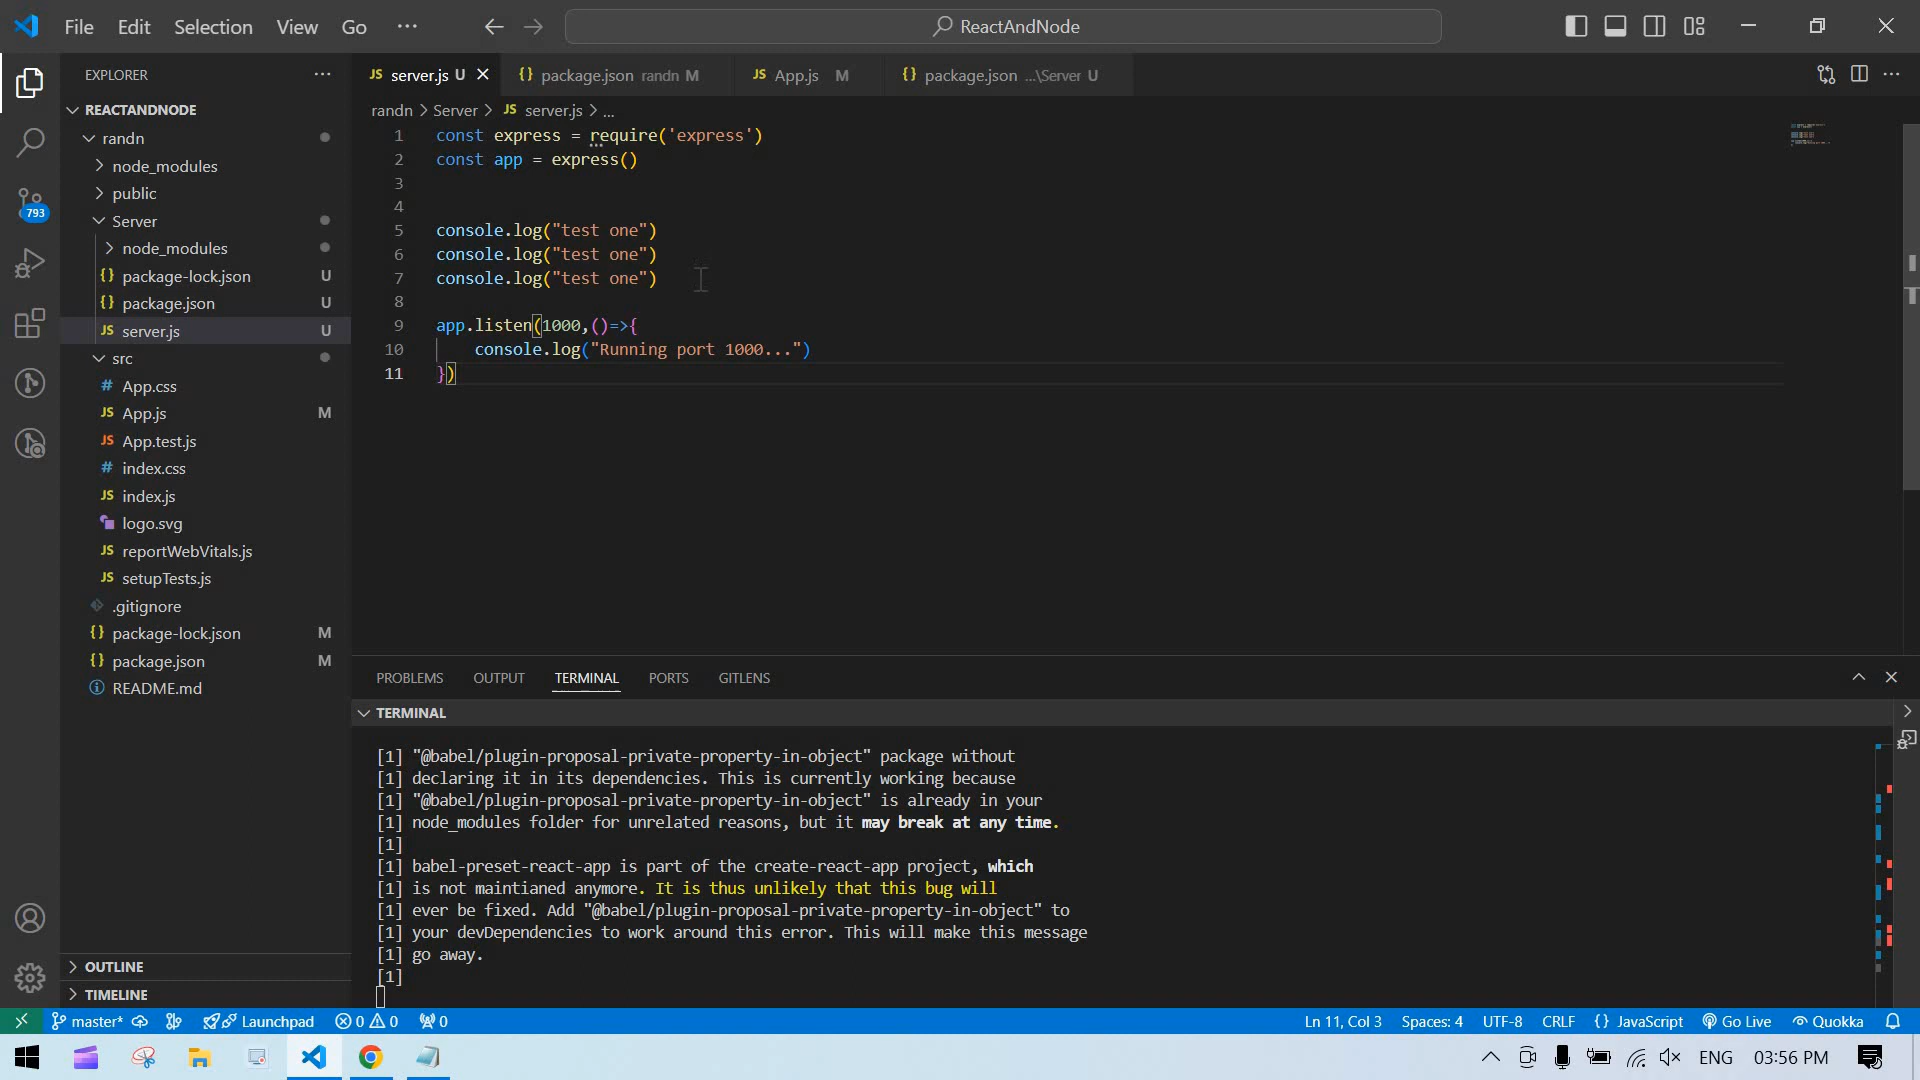 File Edit Selection View Go ··· ReactAndNode
EXPLORER ···
REACTANDNODE
randn
node_modules
public
793
Server
node_modules
package-lock.json U
package.json U
server.js U
src
App.css
App.js M
App.test.js
index.css
index.js
logo.svg
reportWebVitals.js
setupTests.js
.gitignore
package-lock.json M
package.json M
README.md
OUTLINE
TIMELINE
JS server.js U {} package.json randn M JS App.js M {} package.json ...\Server U
randn > Server > JS server.js > ...
1 const express = require('express')
2 const app = express()
3
4
5 console.log("test one")
6 console.log("test one")
7 console.log("test one")
8
9 app.listen(1000,()=>{
10 console.log("Running port 1000...")
11 })
PROBLEMS OUTPUT TERMINAL PORTS GITLENS
TERMINAL
[1] "@babel/plugin-proposal-private-property-in-object" package without
[1] declaring it in its dependencies. This is currently working because
[1] "@babel/plugin-proposal-private-property-in-object" is already in your
[1] node_modules folder for unrelated reasons, but it may break at any time.
[1]
[1] babel-preset-react-app is part of the create-react-app project, which
[1] is not maintianed anymore. It is thus unlikely that this bug will
[1] ever be fixed. Add "@babel/plugin-proposal-private-property-in-object" to
[1] your devDependencies to work around this error. This will make this message
[1] go away.
[1]
master* Launchpad 0 0 0 Ln 11, Col 3 Spaces: 4 UTF-8 CRLF {} JavaScript Go Live Quokka
ENG 03:56 PM